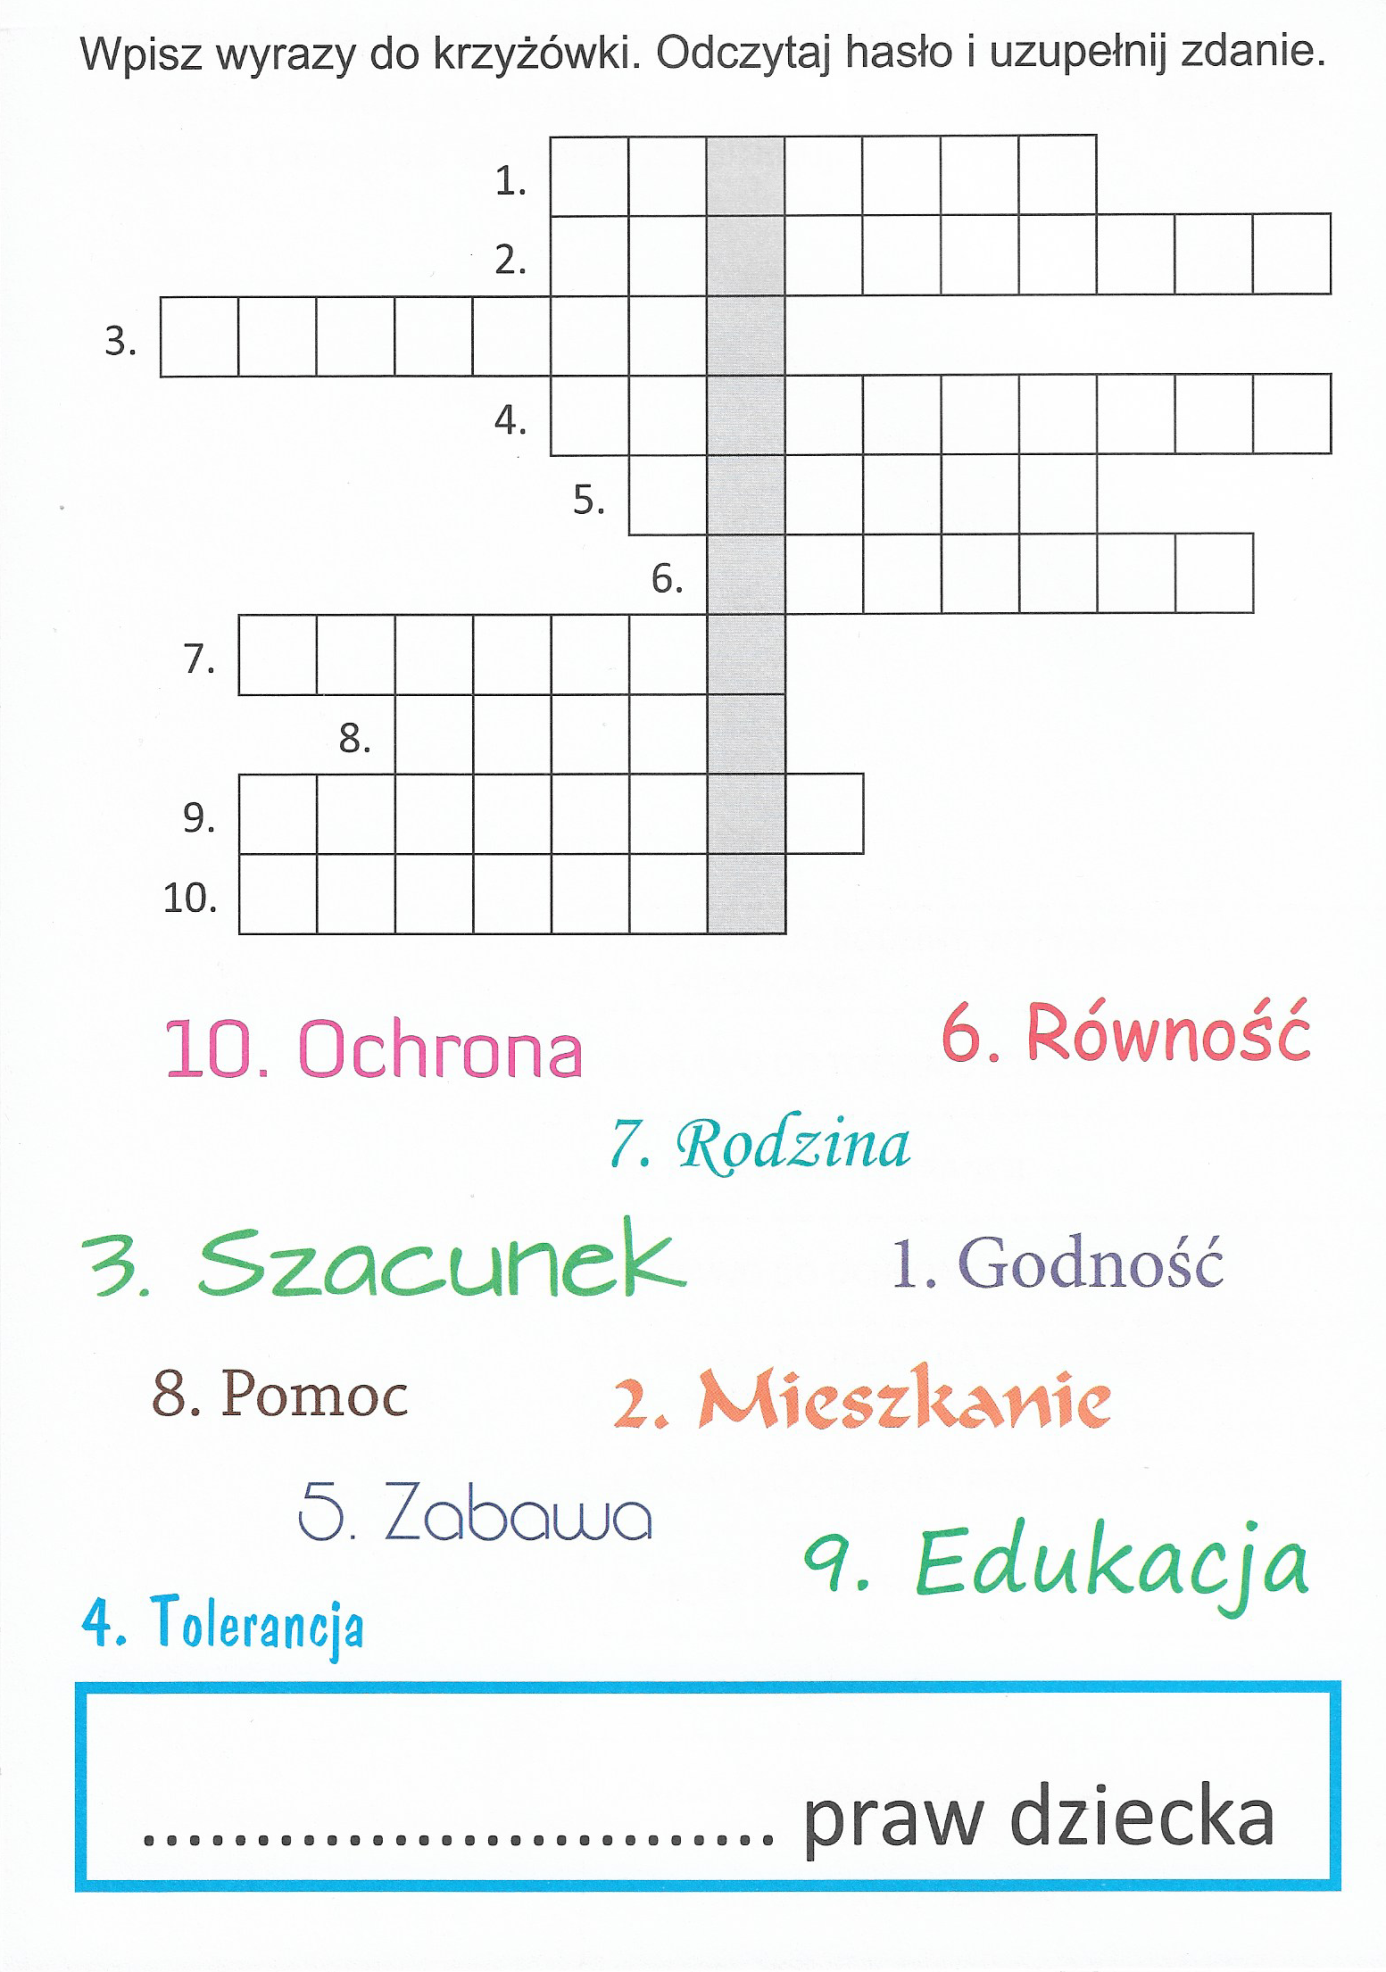 Wpisz wyrazy do krzyżówki. Odczytaj hasło i uzupełnij zdanie.
1.
2.
3.
4.
5.
6.
7.
8.
9.
10.
10. Ochrona
6. Równość
7. Rodzina
3. Szacunek
1. Godność
8. Pomoc
2. Mieszkanie
5. Zabawa
9. Edukacja
4. Tolerancja
............................ praw dziecka